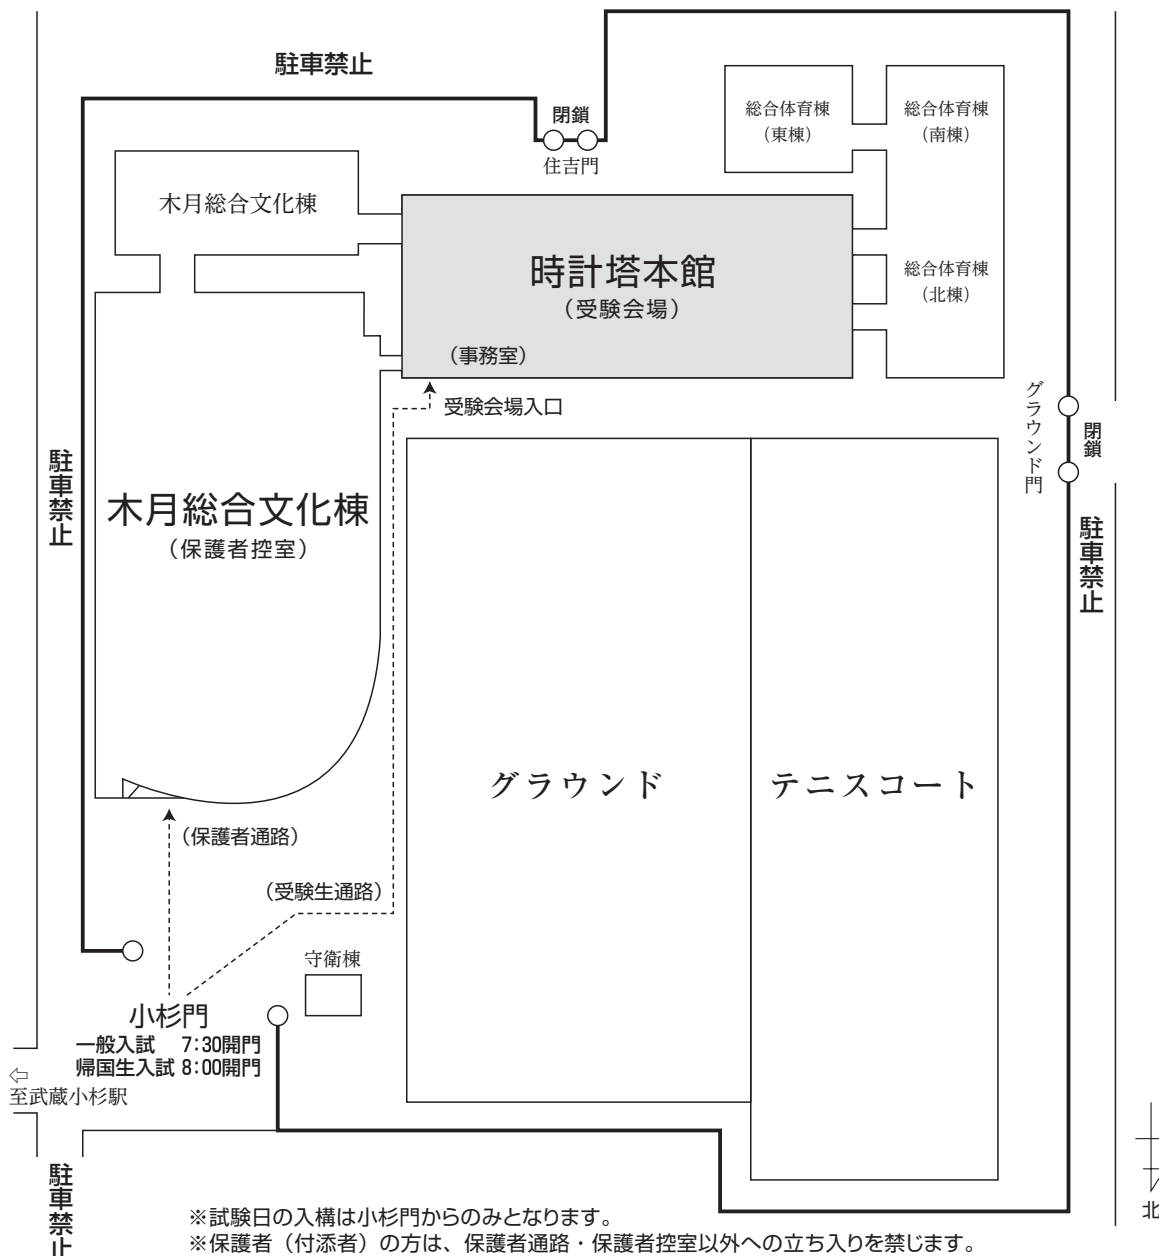 駐車禁止
閉鎖
住吉門
総合体育棟
（東棟）
総合体育棟
（南棟）
木月総合文化棟
時計塔本館
（受験会場）
総合体育棟
（北棟）
（事務室）
受験会場入口
グラウンド門
閉鎖
駐車禁止
木月総合文化棟
（保護者控室）
駐車禁止
グラウンド
テニスコート
（保護者通路）
（受験生通路）
守衛棟
小杉門
一般入試　7:30開門
帰国生入試 8:00開門
⇦
至武蔵小杉駅
駐車禁止
北
※試験日の入構は小杉門からのみとなります。
※保護者（付添者）の方は、保護者通路・保護者控室以外への立ち入りを禁じます。